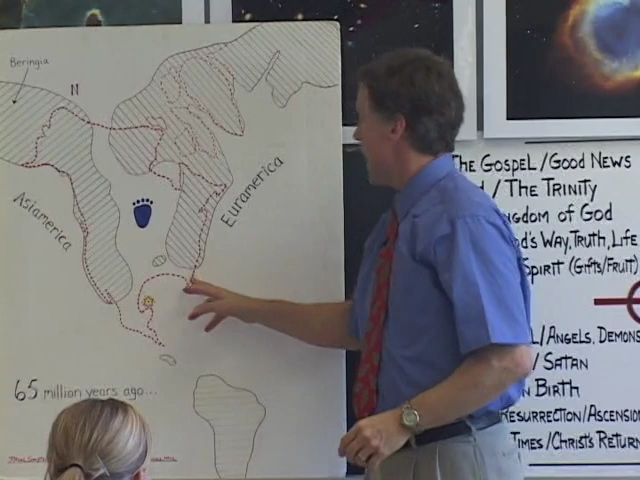 Beringia
N
Asiamerica
Euramerica
65 million years ago...
The Gospel/Good News
/The Trinity
ngdom of God
d's Way, Truth, Life
Spirit (Gifts/Fruit)
L/Angels, Demons
/Satan
n Birth
Resurrection/Ascension
Times/Christ's Return